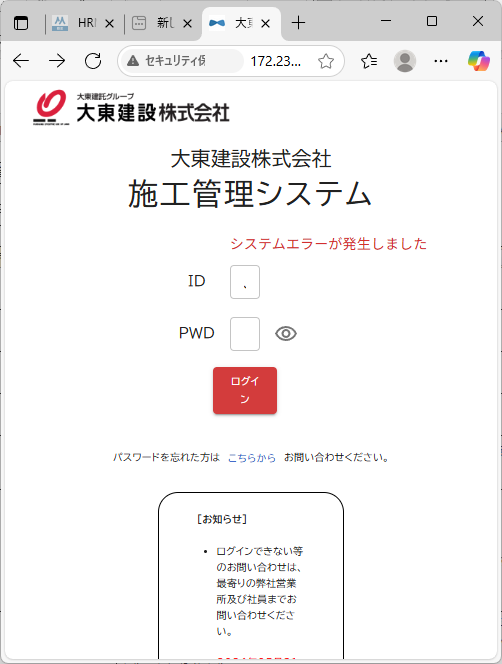 HRI
新し
大東
セキュリティ保
172.23...
大東建託グループ
大東建設株式会社
大東建設株式会社
施工管理システム
システムエラーが発生しました
ID
、
PWD
ログイ
ン
パスワードを忘れた方は こちらから お問い合わせください。
[お知らせ]
• ログインできない等
のお問い合わせは、
最寄りの弊社営業
所及び社員までお
問い合わせくださ
い。